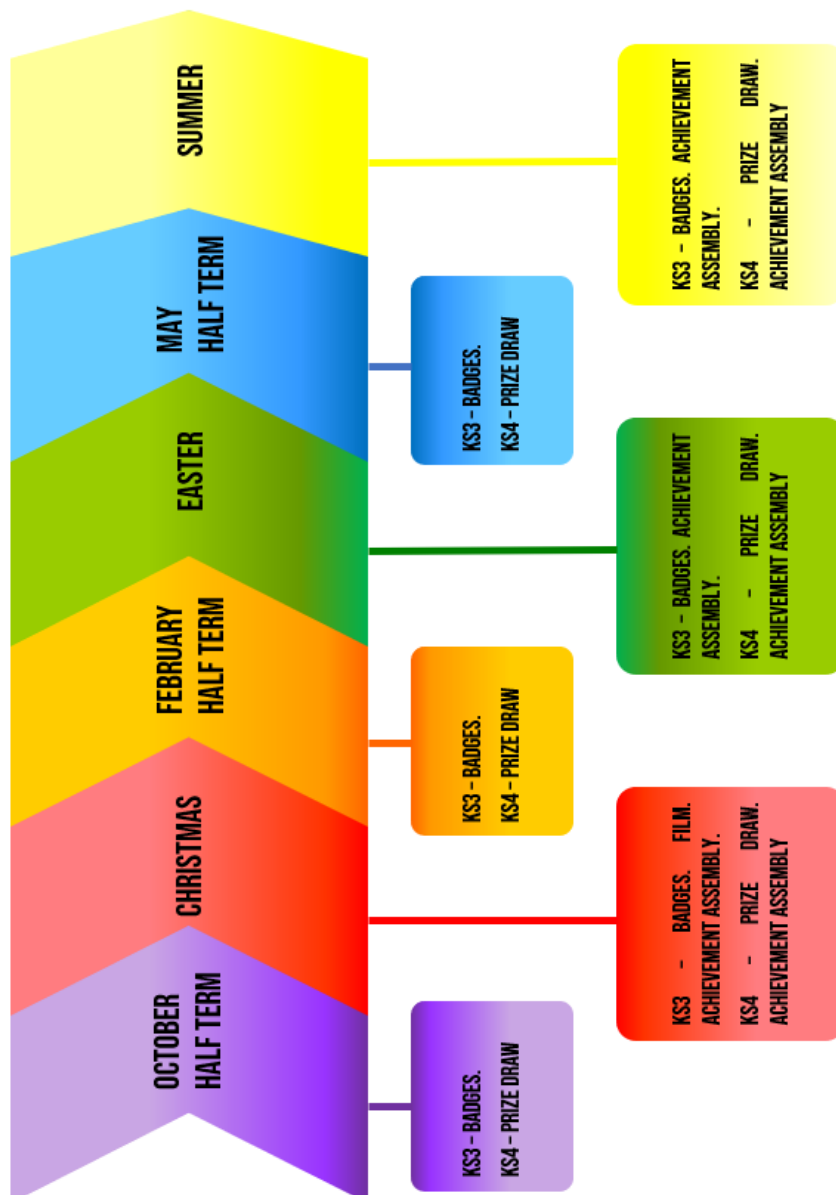 OCTOBER
HALF TERM
CHRISTMAS
FEBRUARY
HALF TERM
EASTER
MAY
HALF TERM
SUMMER
KS3 – BADGES.
KS4 – PRIZE DRAW
KS3 – BADGES. FILM.
ACHIEVEMENT ASSEMBLY.
KS4 – PRIZE DRAW.
ACHIEVEMENT ASSEMBLY
KS3 – BADGES.
KS4 – PRIZE DRAW
KS3 – BADGES. ACHIEVEMENT
ASSEMBLY.
KS4 – PRIZE DRAW.
ACHIEVEMENT ASSEMBLY
KS3 – BADGES.
KS4 – PRIZE DRAW
KS3 – BADGES. ACHIEVEMENT
ASSEMBLY.
KS4 – PRIZE DRAW.
ACHIEVEMENT ASSEMBLY